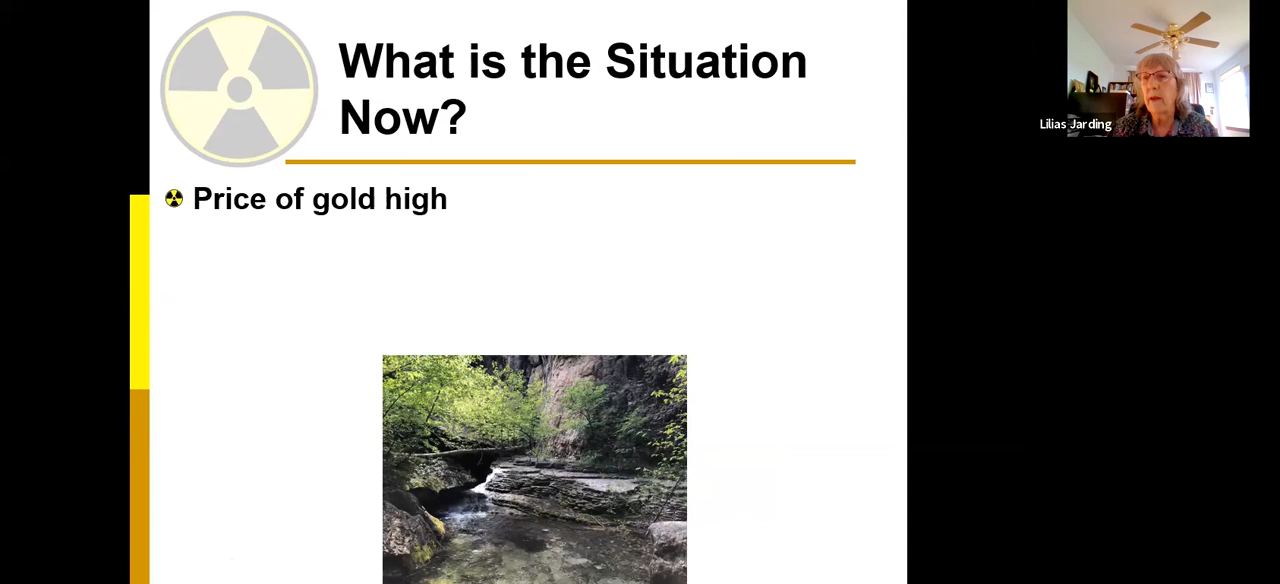 What is the Situation
Now?
Price of gold high
Lilias Jarding